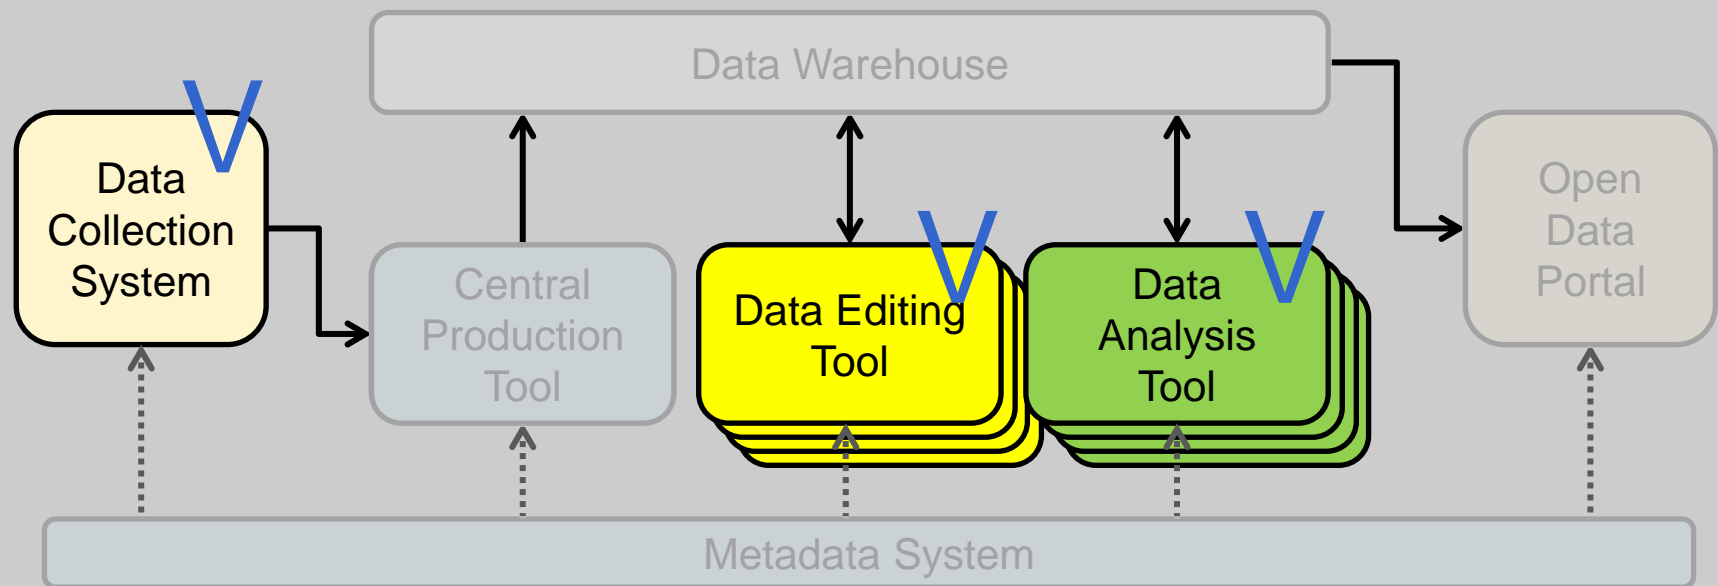 Data Warehouse
V
Data
Collection
System
Central
Production
Tool
V
Data Editing
Tool
V
Data
Analysis
Tool
Open
Data
Portal
Metadata System